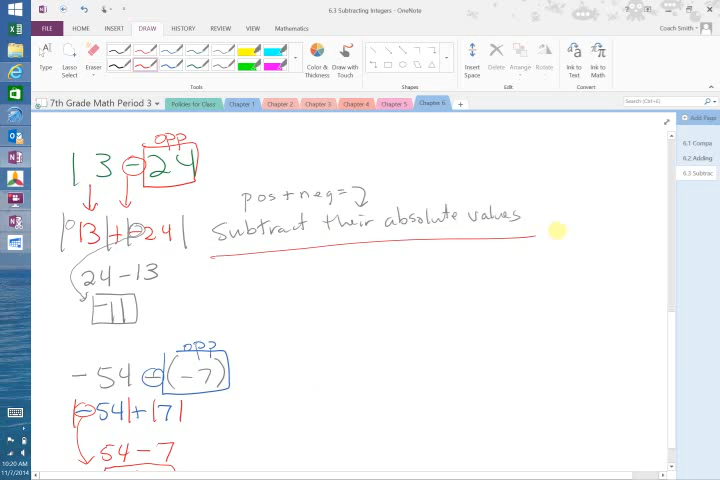 6.3 Subtracting Integers - OneNote
FILE HOME INSERT DRAW HISTORY REVIEW VIEW Mathematics
Coach Smith
Type Lasso Select Eraser Color & Thickness Draw with Touch Insert Space Delete Arrange Rotate Ink to Text Ink to Math
Tools Shapes Edit Convert
7th Grade Math Period 3 Policies for Class Chapter 1 Chapter 2 Chapter 3 Chapter 4 Chapter 5 Chapter 6 +
Search (Ctrl+E)
Add Page
6.1 Compa
6.2 Adding
6.3 Subtrac
opp
13 - 24
pos + neg =
|13| + |-24|
Subtract their absolute values
24 - 13
-11
opp
-54 - (-7)
|-54| + |7|
54 - 7
10:20 AM
11/7/2014